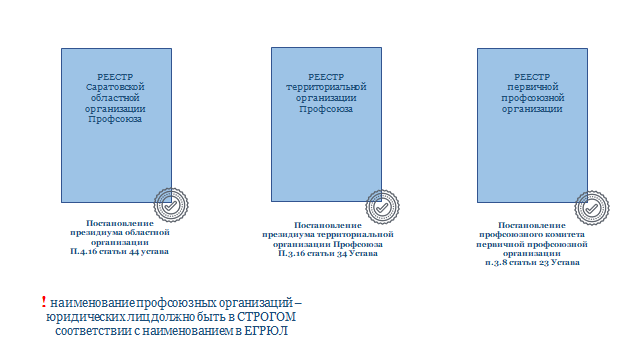 РЕЕСТР
Саратовской
областной
организации
Профсоюза
РЕЕСТР
территориальной
организации
Профсоюза
РЕЕСТР
первичной
профсоюзной
организации
Постановление
президиума областной
организации
П.4.16 статьи 44 устава
Постановление
президиума территориальной
организации Профсоюза
П.3.16 статьи 34 Устава
Постановление
профсоюзного комитета
первичной профсоюзной
организации
п.3.8 статьи 23 Устава
! наименование профсоюзных организаций –
юридических лиц должно быть в СТРОГОМ
соответствии с наименованием в ЕГРЮЛ